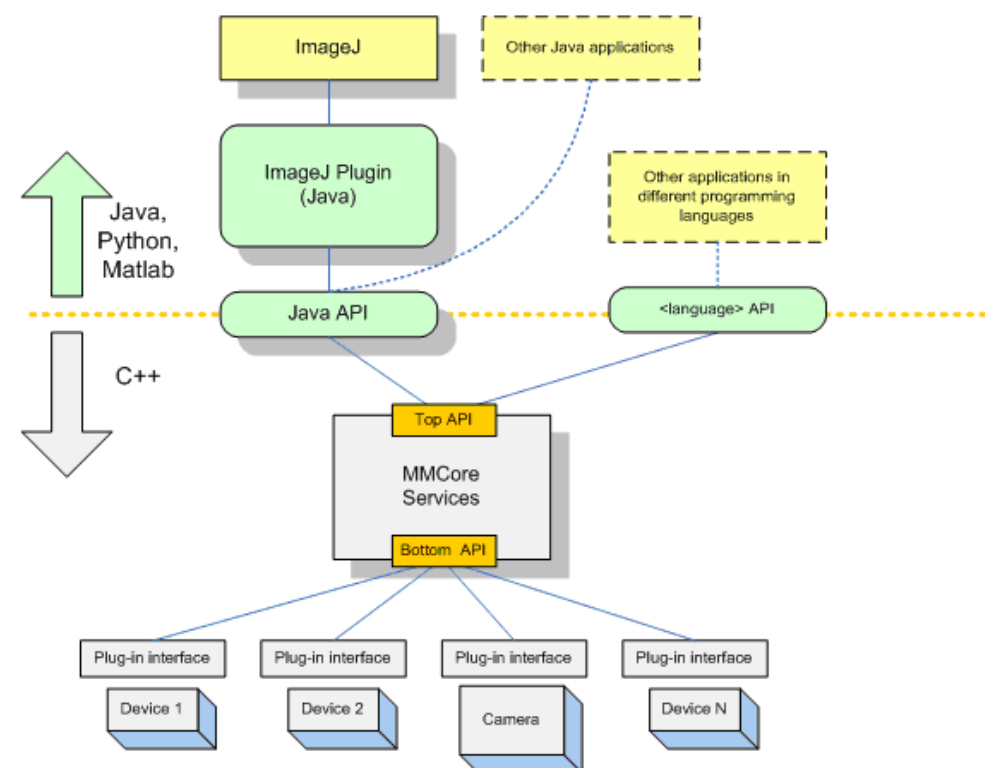 ImageJ
Other Java applications
ImageJ Plugin
(Java)
Other applications in
different programming
languages
Java,
Python,
Matlab
Java API
<language> API
C++
Top API
MMCore
Services
Bottom API
Plug-in interface
Plug-in interface
Plug-in interface
Plug-in interface
Device 1
Device 2
Camera
Device N